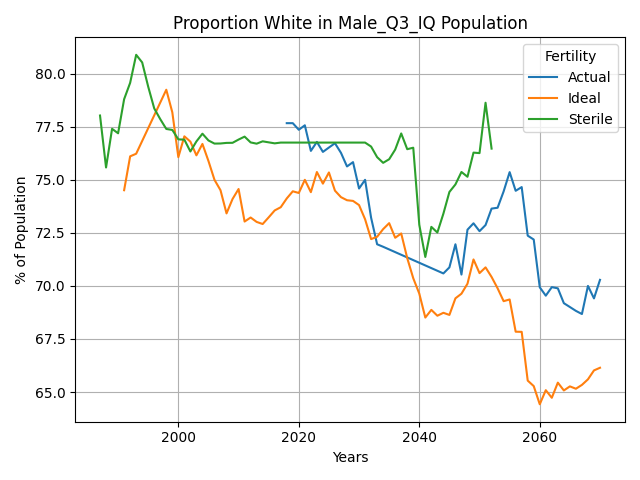 Proportion White in Male_Q3_IQ Population
Fertility
Actual
Ideal
Sterile
% of Population
80.0
77.5
75.0
72.5
70.0
67.5
65.0
2000
2020
2040
2060
Years